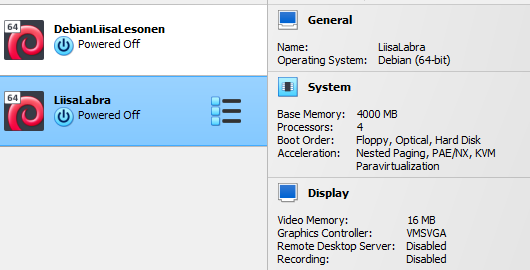 64
DebianLiisaLesonen
Powered Off
64
LiisaLabra
Powered Off
General
Name: LiisaLabra
Operating System: Debian (64-bit)
System
Base Memory: 4000 MB
Processors: 4
Boot Order: Floppy, Optical, Hard Disk
Acceleration: Nested Paging, PAE/NX, KVM
Paravirtualization
Display
Video Memory: 16 MB
Graphics Controller: VMSVGA
Remote Desktop Server: Disabled
Recording: Disabled